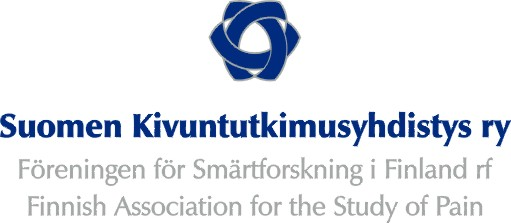 Suomen Kivuntutkimusyhdistys ry
Föreningen för Smärtforskning i Finland rf
Finnish Association for the Study of Pain